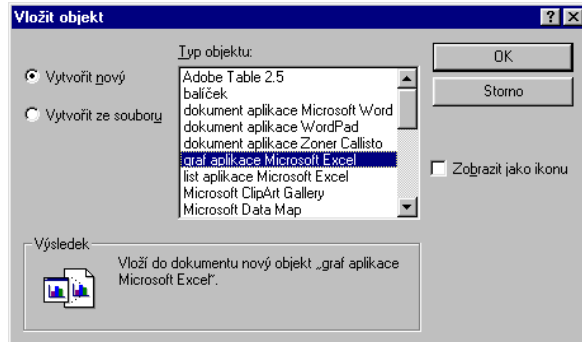 Vložit objekt
Typ objektu:
Vytvořit nový
Vytvořit ze souboru
Adobe Table 2.5
balíček
dokument aplikace Microsoft Word
dokument aplikace WordPad
dokument aplikace Zoner Callisto
graf aplikace Microsoft Excel
list aplikace Microsoft Excel
Microsoft ClipArt Gallery
Microsoft Data Map
OK
Storno
Zobrazit jako ikonu
Výsledek
Vloží do dokumentu nový objekt „graf aplikace
Microsoft Excel“.